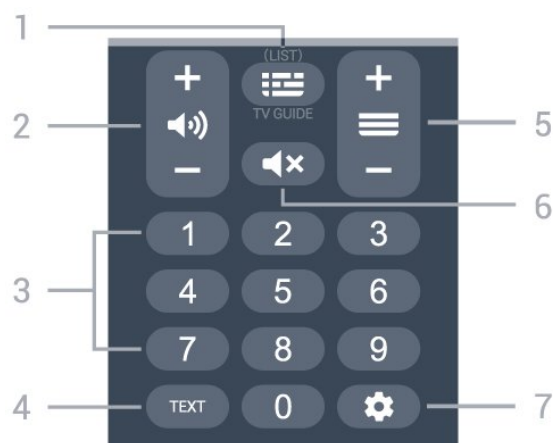 1
(LIST)
+ +
2 TV GUIDE 5
− −
6
1 2 3
3 4 5 6
7 8 9
4 TEXT 0 7